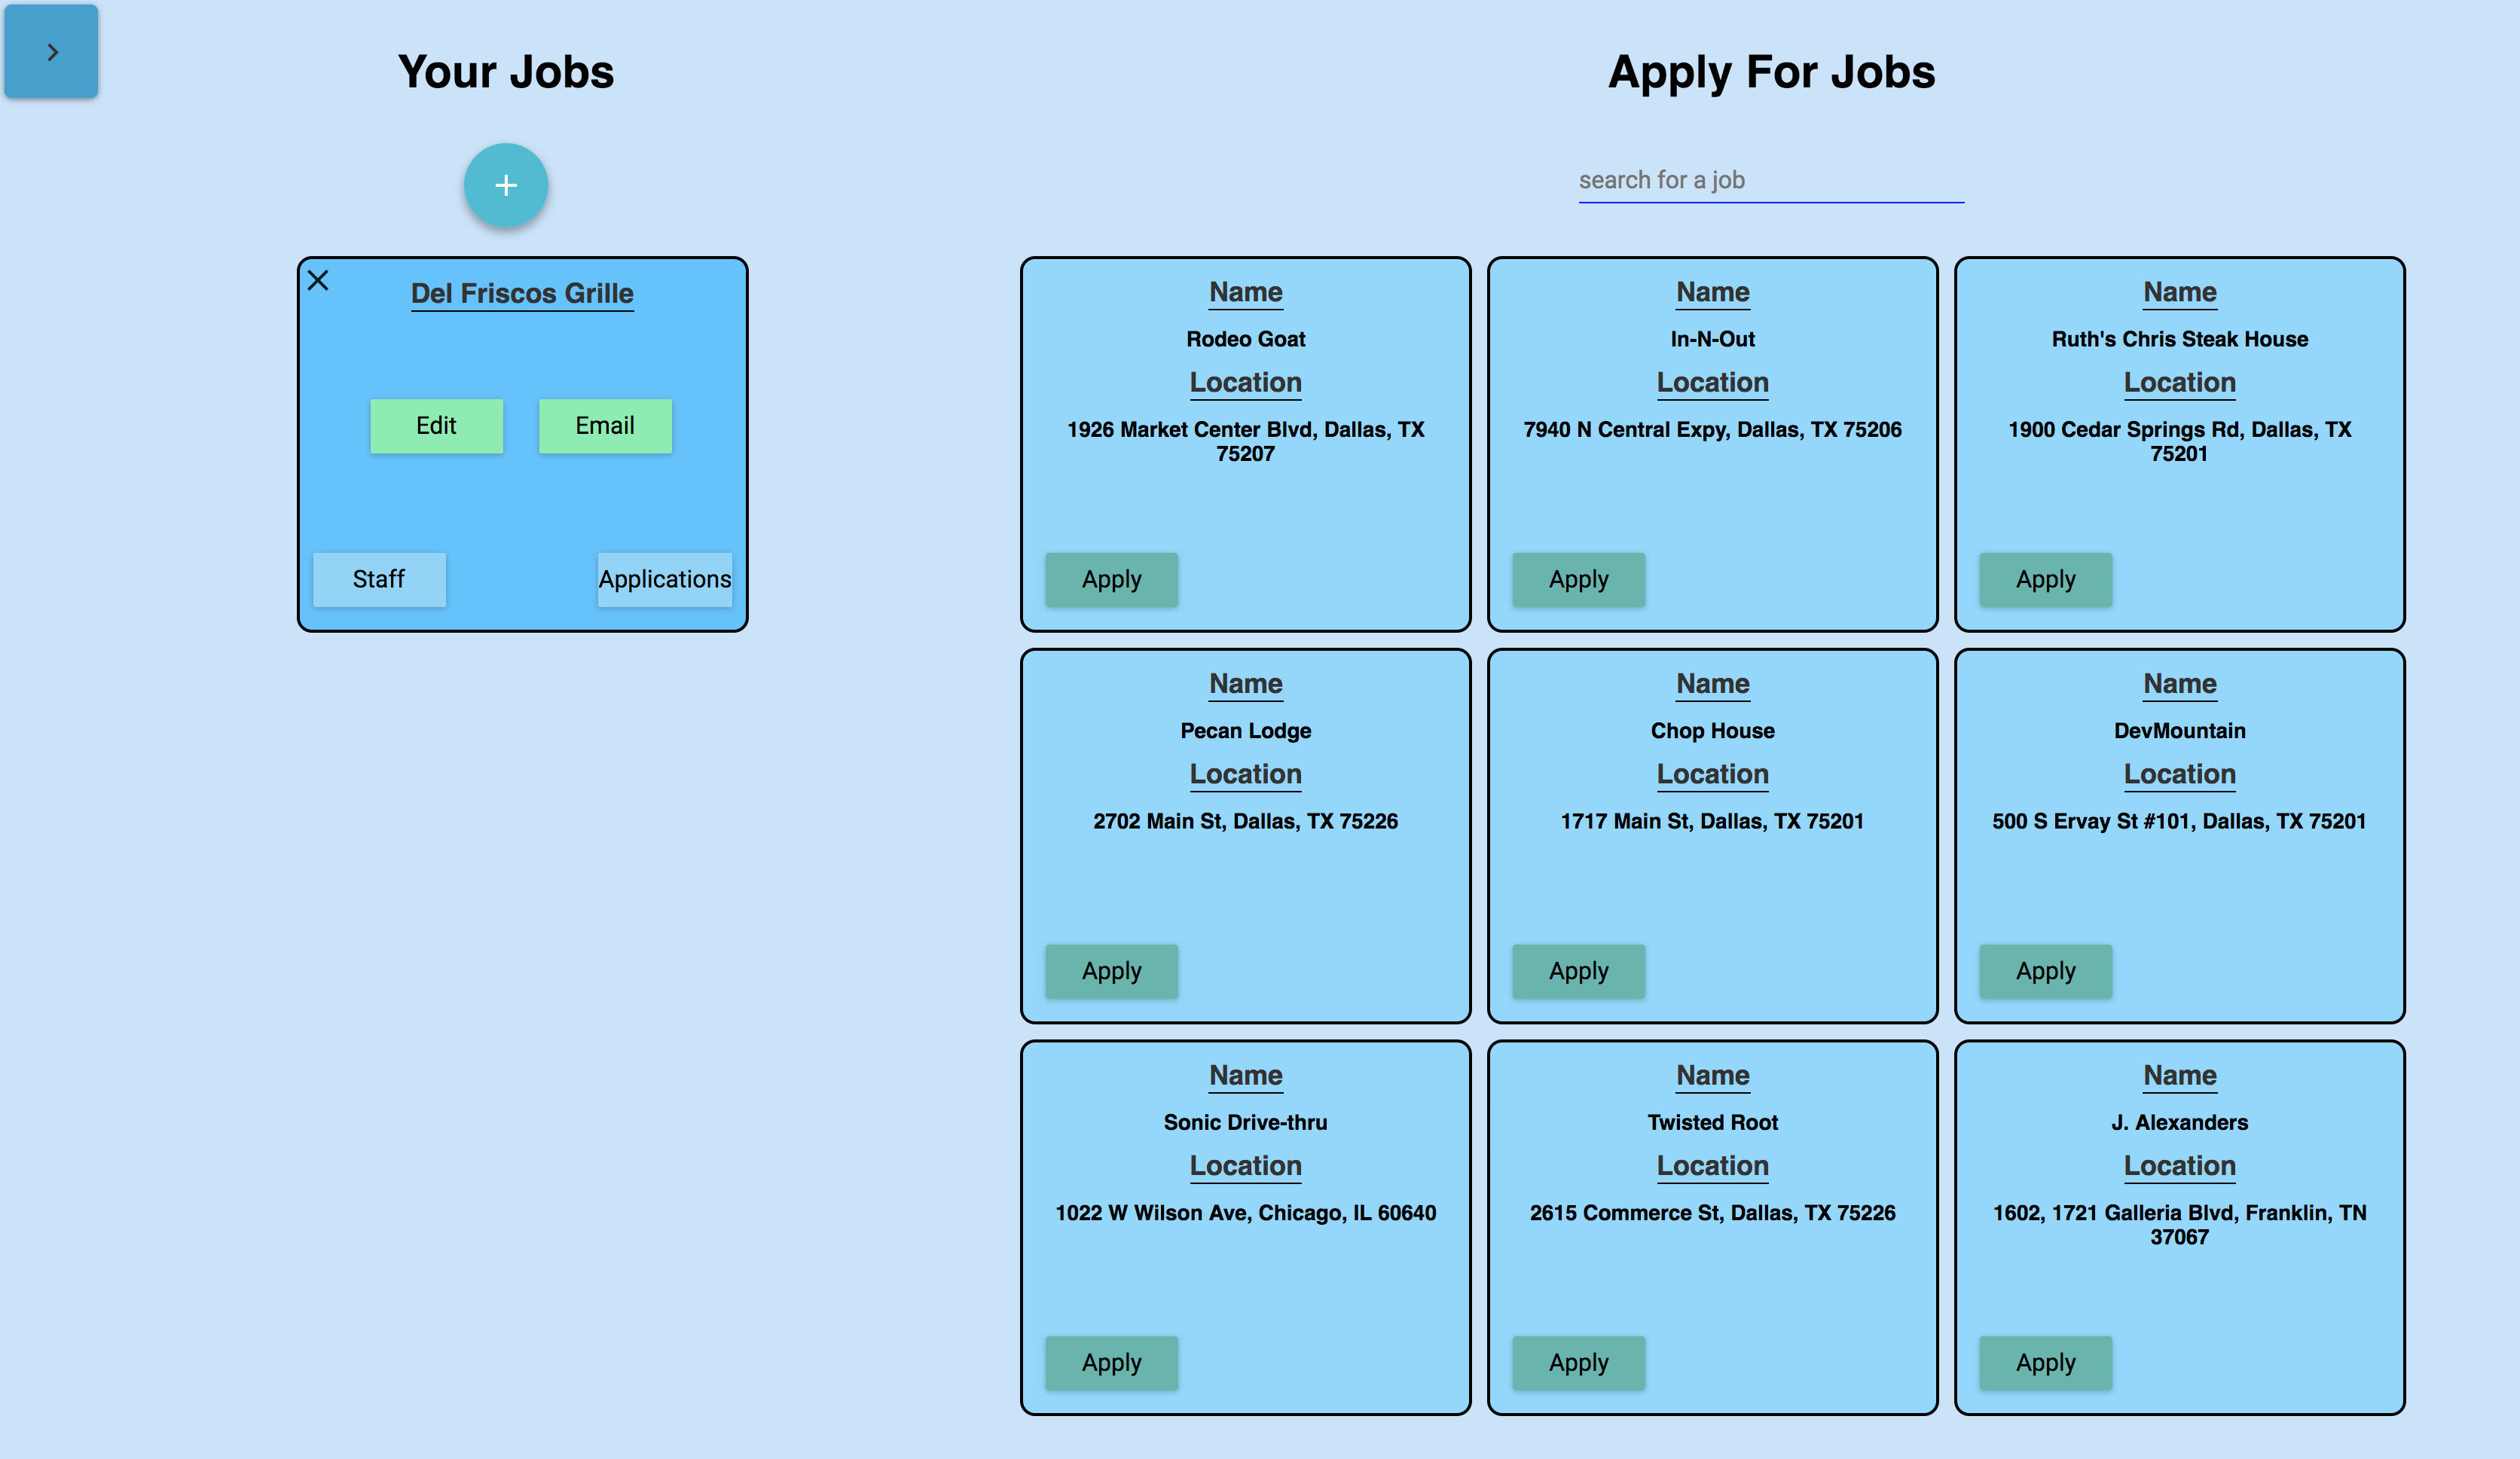 Your Jobs
Apply For Jobs
+
search for a job
Del Friscos Grille
Edit
Email
Staff
Applications
Name
Rodeo Goat
Location
1926 Market Center Blvd, Dallas, TX
75207
Apply
Name
In-N-Out
Location
7940 N Central Expy, Dallas, TX 75206
Apply
Name
Ruth's Chris Steak House
Location
1900 Cedar Springs Rd, Dallas, TX
75201
Apply
Name
Pecan Lodge
Location
2702 Main St, Dallas, TX 75226
Apply
Name
Chop House
Location
1717 Main St, Dallas, TX 75201
Apply
Name
DevMountain
Location
500 S Ervay St #101, Dallas, TX 75201
Apply
Name
Sonic Drive-thru
Location
1022 W Wilson Ave, Chicago, IL 60640
Apply
Name
Twisted Root
Location
2615 Commerce St, Dallas, TX 75226
Apply
Name
J. Alexanders
Location
1602, 1721 Galleria Blvd, Franklin, TN
37067
Apply